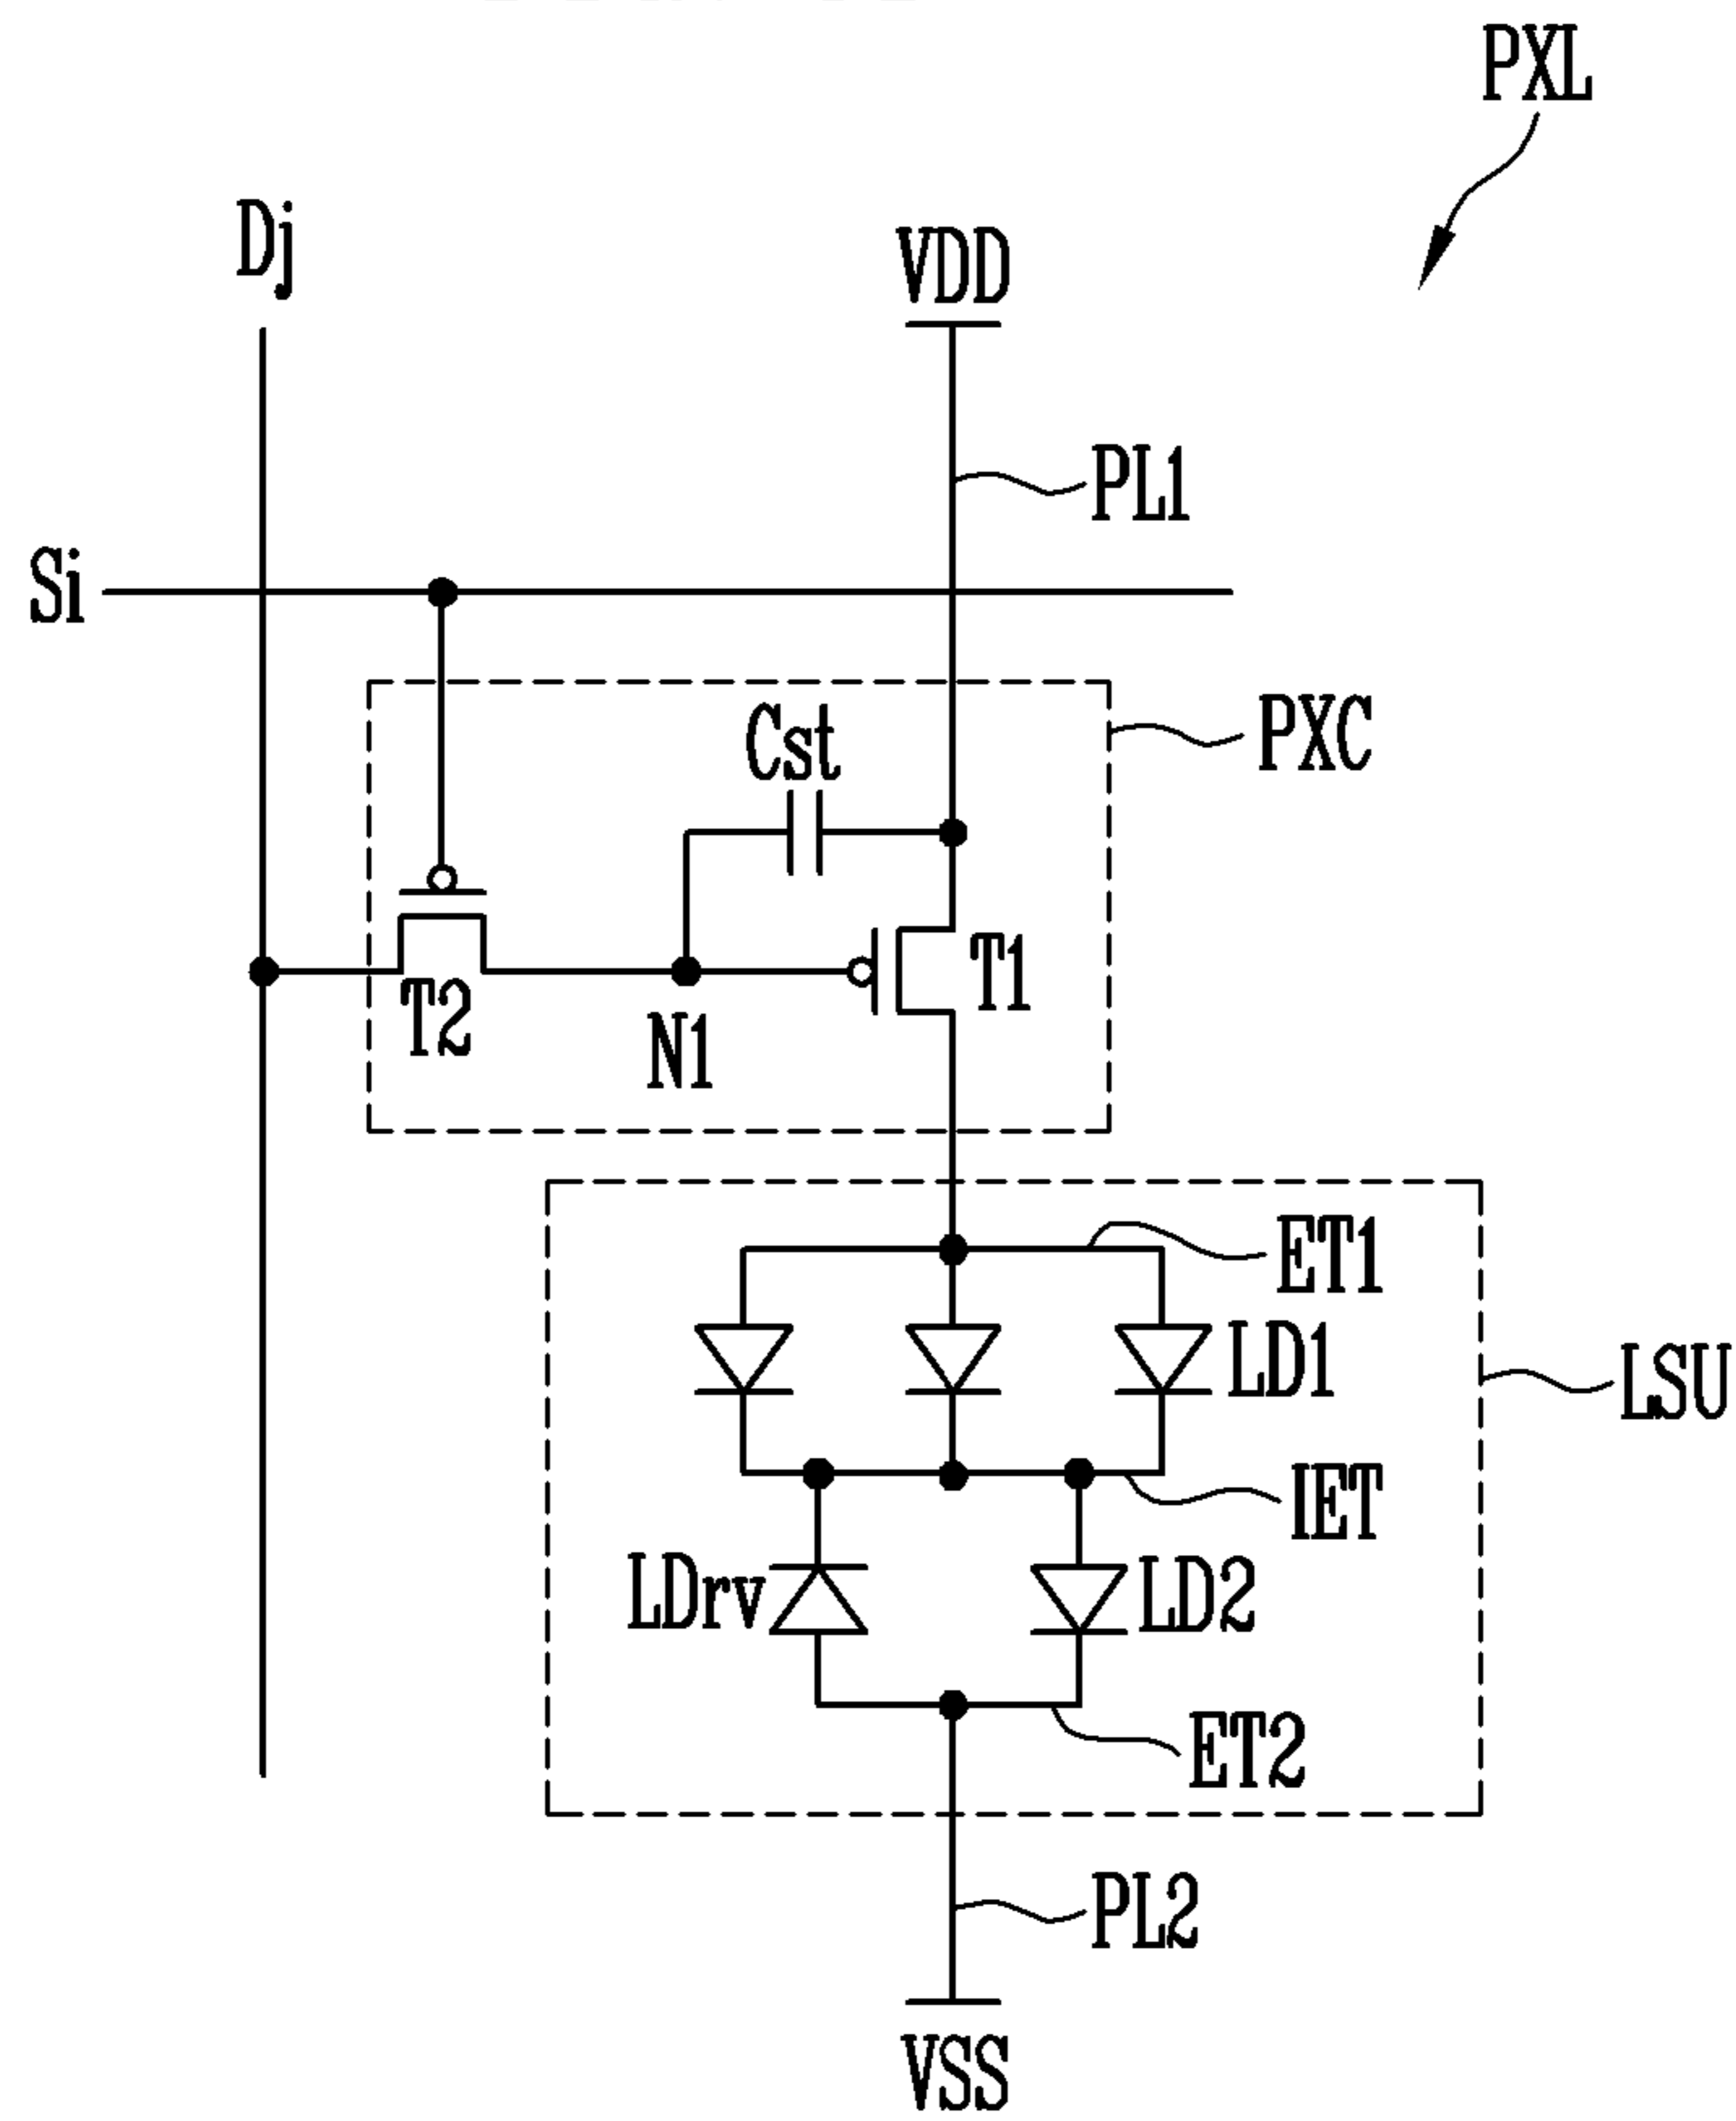 PXL
Dj
VDD
PL1
Si
PXC
Cst
T1
T2
N1
ET1
LD1
LSU
IET
LDrv
LD2
ET2
PL2
VSS